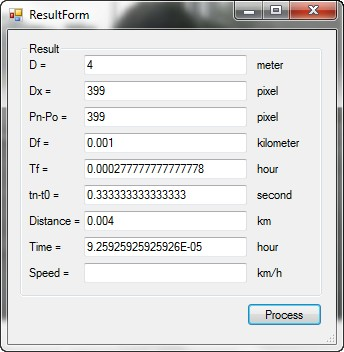 ResultForm
Result
D = 4 meter
Dx = 399 pixel
Pn-Po = 399 pixel
Df = 0.001 kilometer
Tf = 0.000277777777777778 hour
tn-t0 = 0.333333333333333 second
Distance = 0.004 km
Time = 9.25925925925926E-05 hour
Speed = km/h
Process